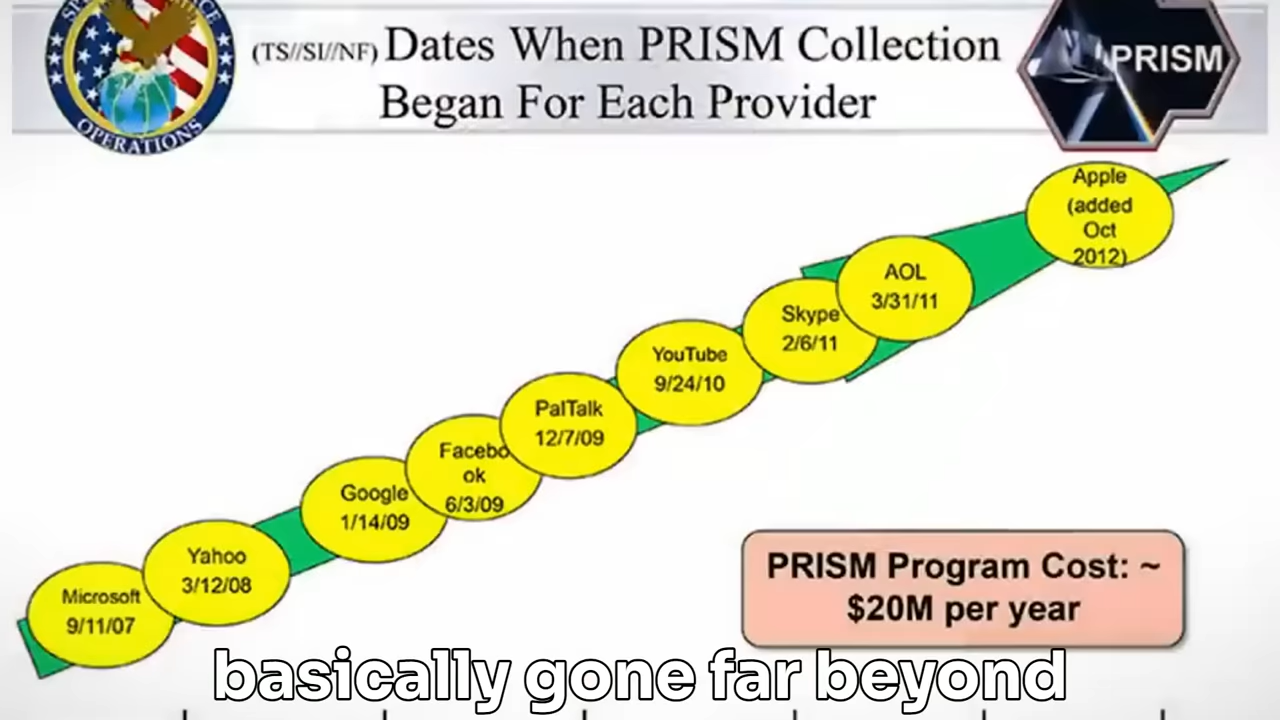 (TS//SI//NF) Dates When PRISM Collection
Began For Each Provider
PRISM
OPERATIONS
Apple
(added
Oct
2012)
AOL
3/31/11
Skype
2/6/11
YouTube
9/24/10
PalTalk
12/7/09
Facebo
ok
6/3/09
Google
1/14/09
Yahoo
3/12/08
Microsoft
9/11/07
PRISM Program Cost: ~
$20M per year
basically gone far beyond